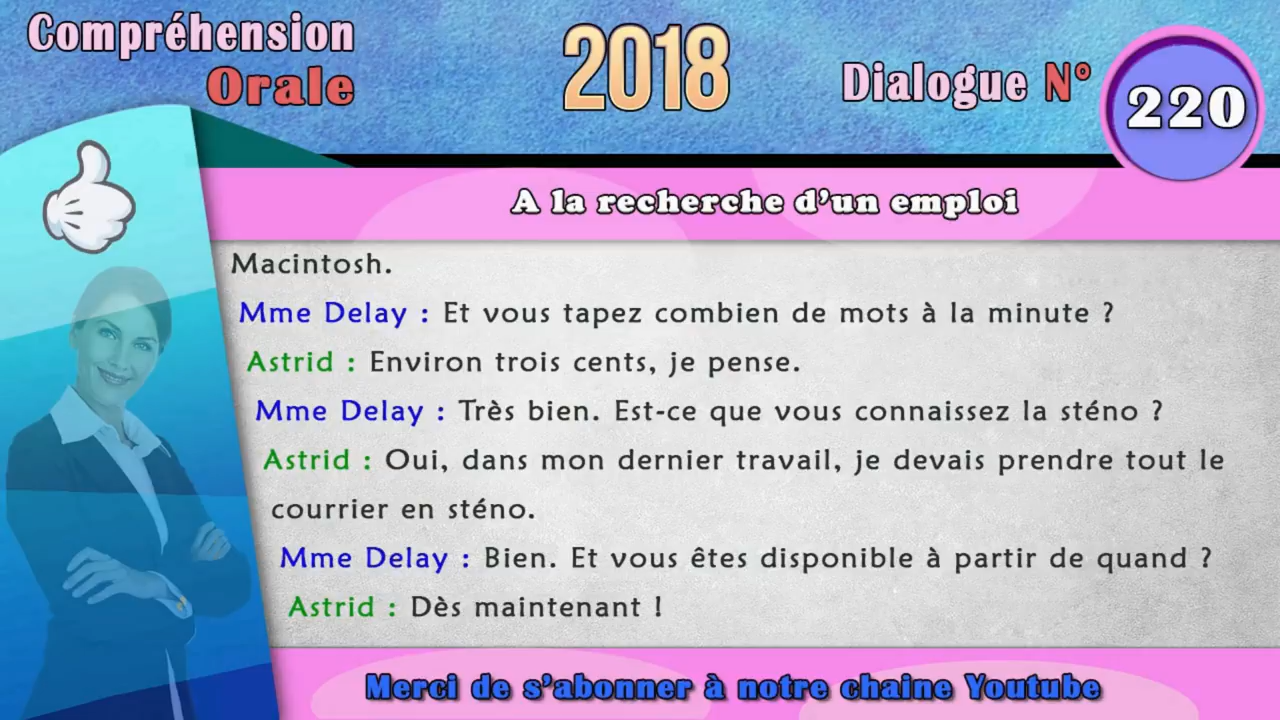 Compréhension
Orale
2018
Dialogue N°
220
A la recherche d'un emploi
Macintosh.
Mme Delay : Et vous tapez combien de mots à la minute ?
Astrid : Environ trois cents, je pense.
Mme Delay : Très bien. Est-ce que vous connaissez la sténo ?
Astrid : Oui, dans mon dernier travail, je devais prendre tout le
courrier en sténo.
Mme Delay : Bien. Et vous êtes disponible à partir de quand ?
Astrid : Dès maintenant !
Merci de s'abonner à notre chaine Youtube